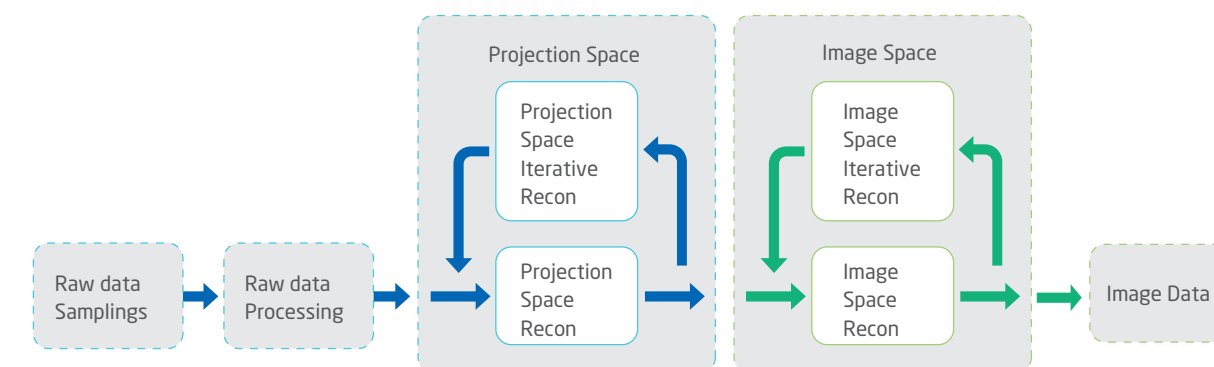 Projection Space
Projection
Space
Iterative
Recon
Projection
Space
Recon
Image Space
Image
Space
Iterative
Recon
Image
Space
Recon
Raw data
Samplings
Raw data
Processing
Image Data